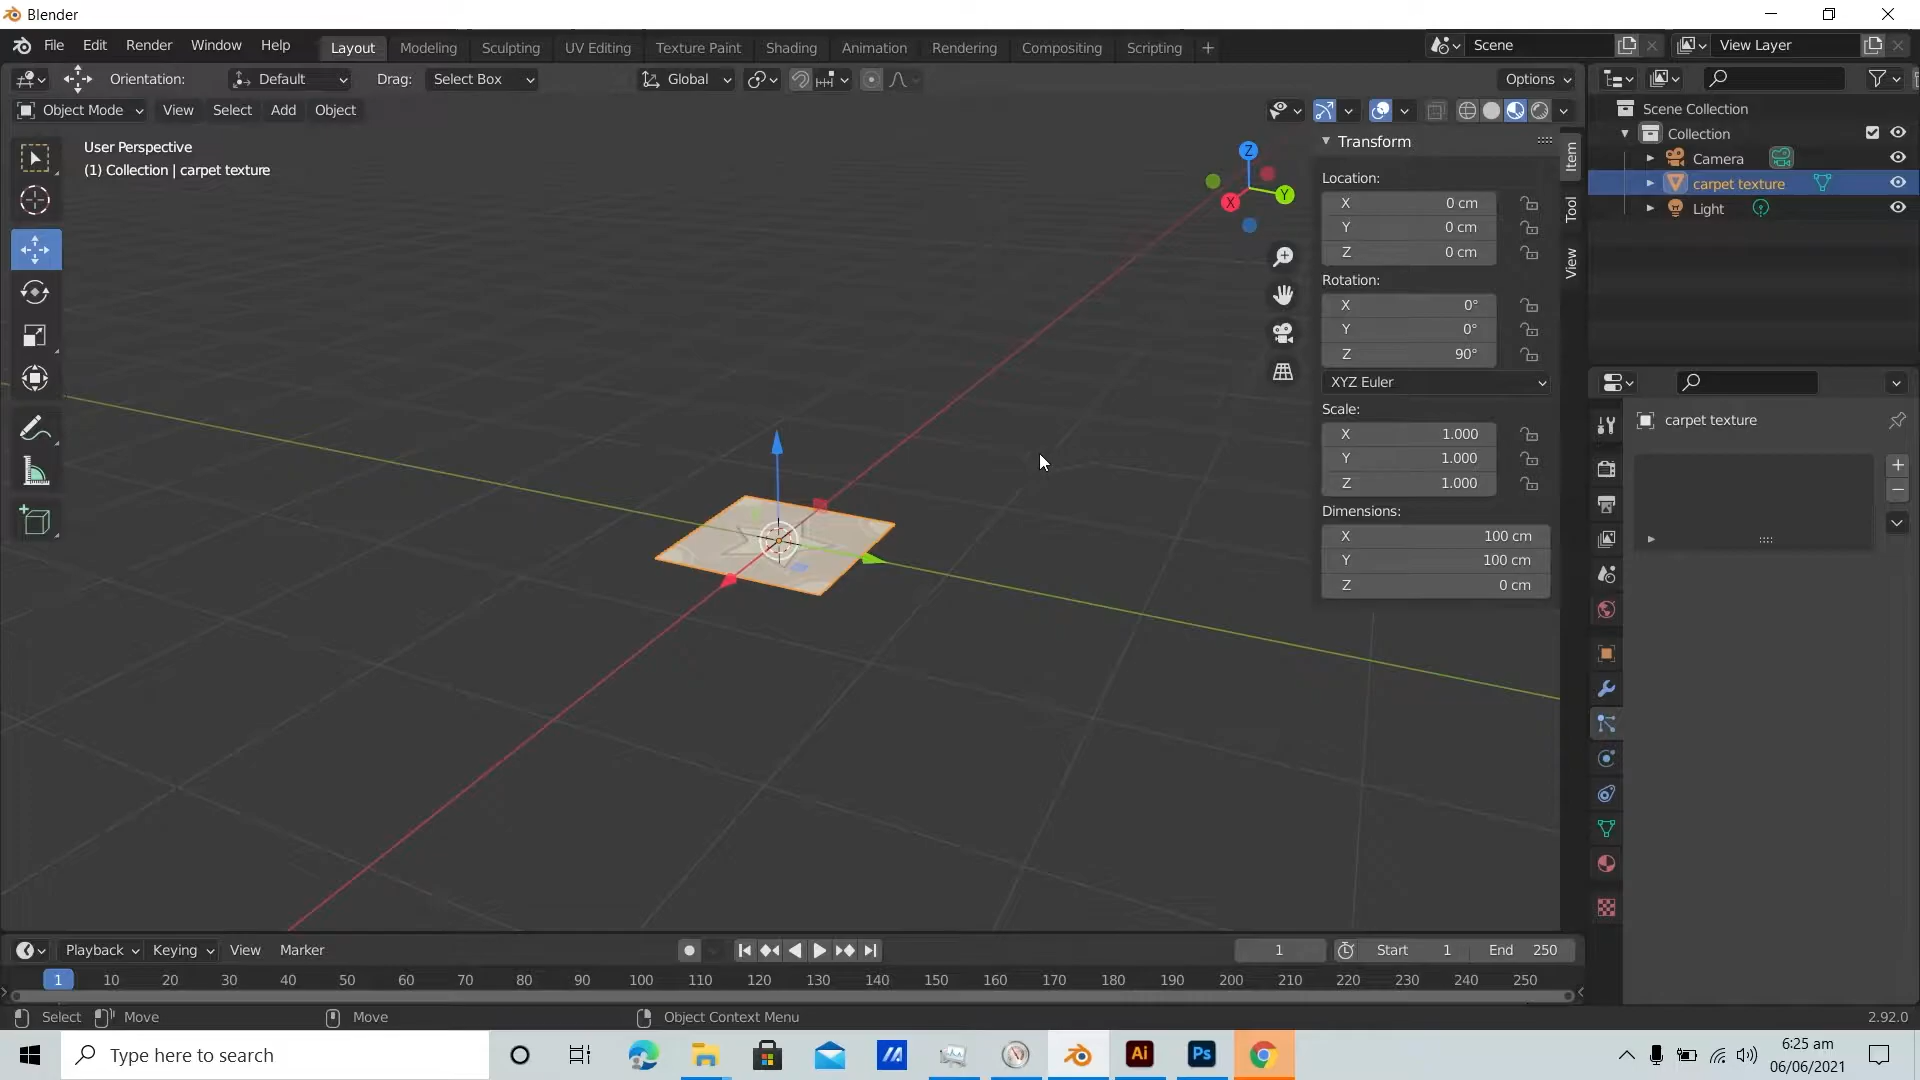 Blender
File Edit Render Window Help Layout Modeling Sculpting UV Editing Texture Paint Shading Animation Rendering Compositing Scripting + Scene View Layer
Orientation: Default Drag: Select Box Global Options
Object Mode View Select Add Object
Scene Collection
Collection
Camera
carpet texture
Light
User Perspective
(1) Collection | carpet texture
Z
Y
X
Transform
Location:
X 0 cm
Y 0 cm
Z 0 cm
Rotation:
X 0°
Y 0°
Z 90°
XYZ Euler
Scale:
X 1.000
Y 1.000
Z 1.000
Dimensions:
X 100 cm
Y 100 cm
Z 0 cm
Item
Tool
View
carpet texture
Playback Keying View Marker 1 Start 1 End 250
1 10 20 30 40 50 60 70 80 90 100 110 120 130 140 150 160 170 180 190 200 210 220 230 240 250
Select Move Move Object Context Menu 2.92.0
Type here to search
Ai
Ps
6:25 am
06/06/2021